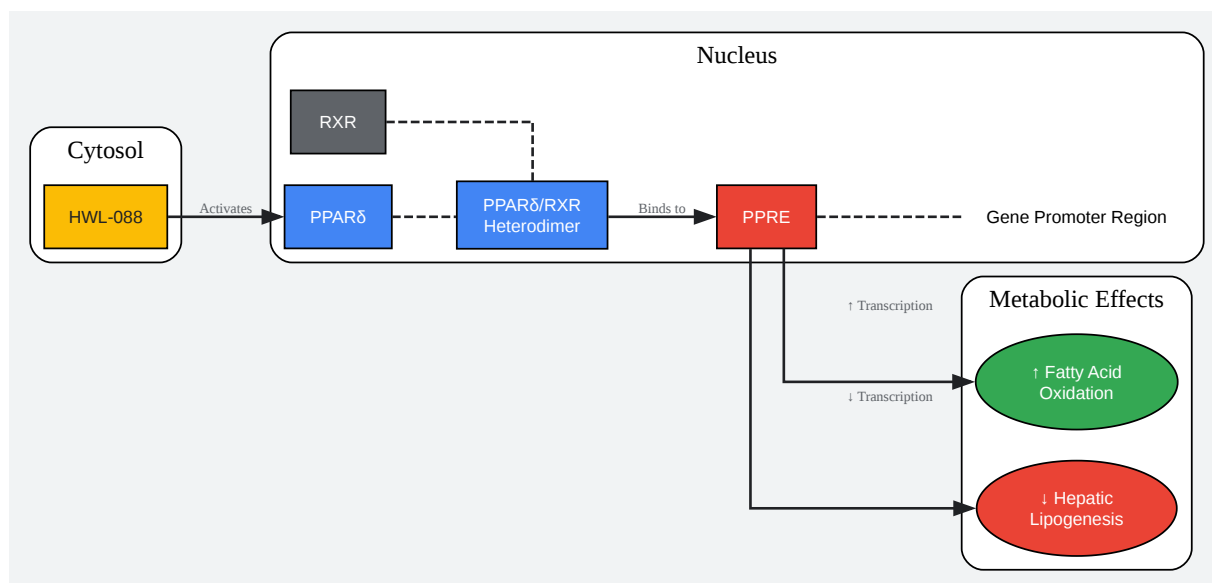 Nucleus
RXR
Cytosol
HWL-088
Activates
PPARδ
PPARδ/RXR
Heterodimer
Binds to
PPRE
Gene Promoter Region
Metabolic Effects
↑ Transcription
↑ Fatty Acid
Oxidation
↓ Transcription
↓ Hepatic
Lipogenesis